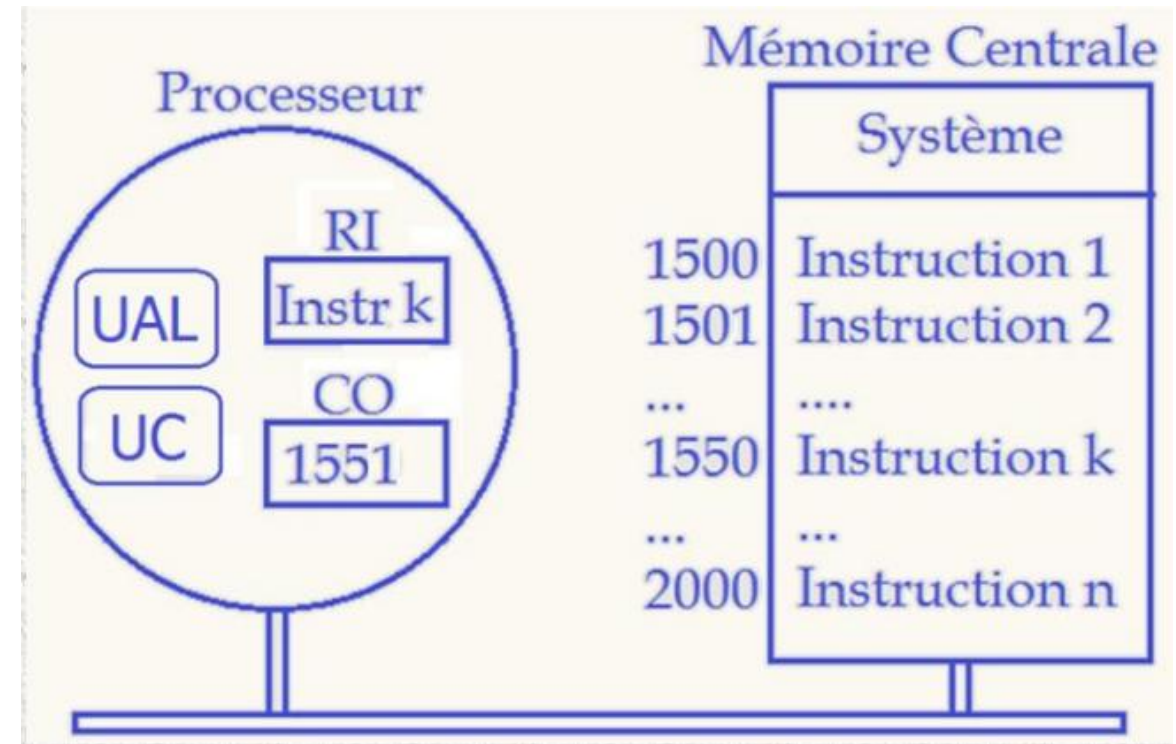 Processeur
RI
Instr k
UAL
CO
UC
1551
Mémoire Centrale
Système
1500 Instruction 1
1501 Instruction 2
... ....
1550 Instruction k
... ...
2000 Instruction n